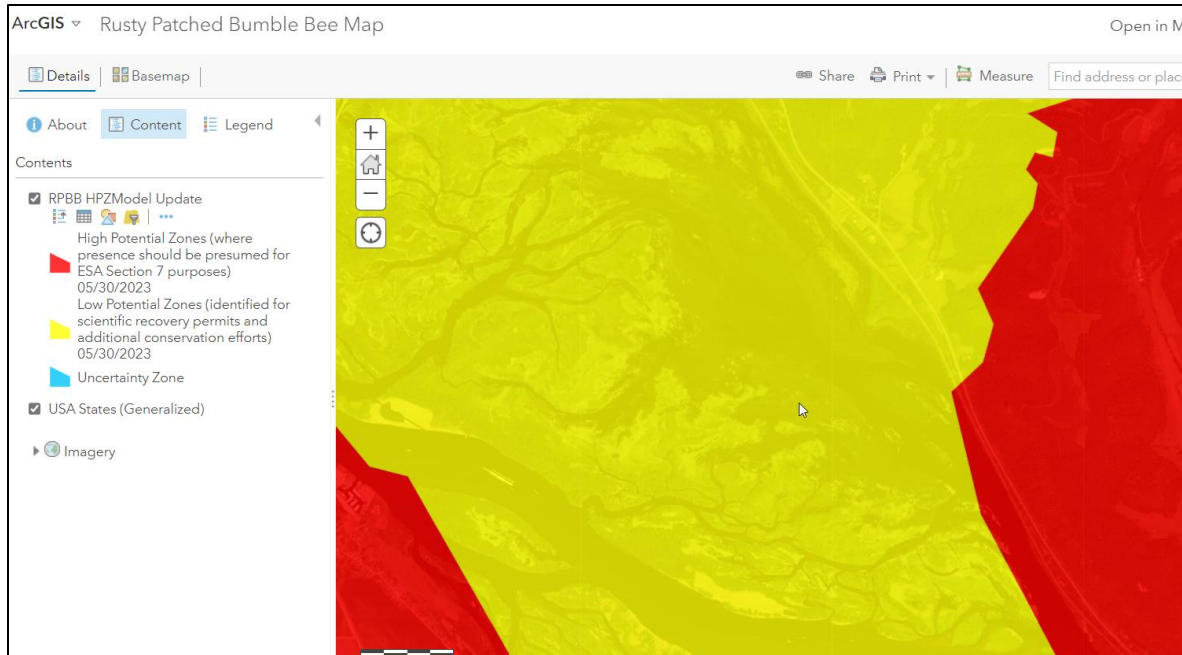 ArcGIS Rusty Patched Bumble Bee Map Open in M
Details Basemap Share Print Measure Find address or plac
About Content Legend
Contents
RPBB HPZModel Update
High Potential Zones (where
presence should be presumed for
ESA Section 7 purposes)
05/30/2023
Low Potential Zones (identified for
scientific recovery permits and
additional conservation efforts)
05/30/2023
Uncertainty Zone
USA States (Generalized)
Imagery